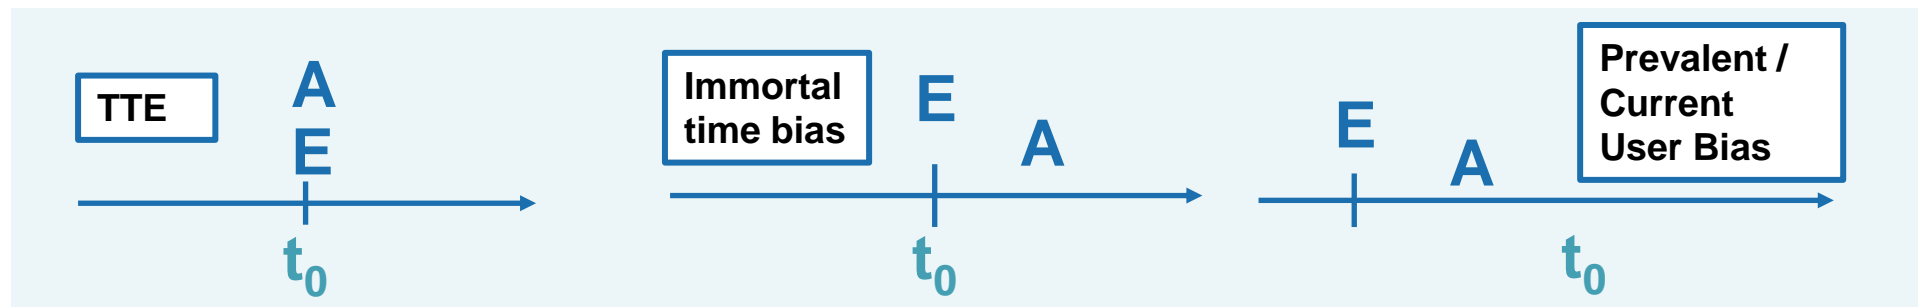 TTE
A
E
t0
Immortal
time bias
E
A
t0
E
A
Prevalent /
Current
User Bias
t0